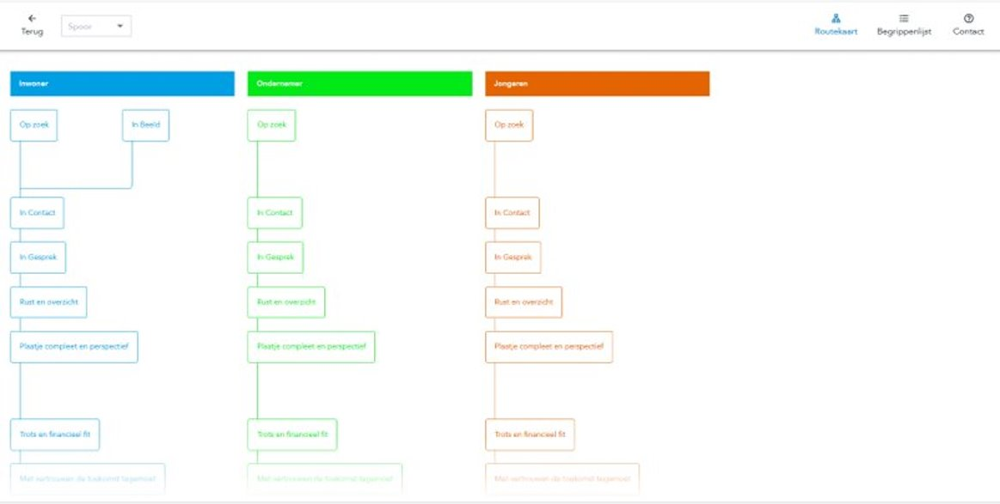 Terug
Spoor
Routekaart
Begrippenlijst
Contact
Inwoner
Ondernemer
Jongeren
Op zoek
In Beeld
Op zoek
Op zoek
In Contact
In Contact
In Contact
In Gesprek
In Gesprek
In Gesprek
Rust en overzicht
Rust en overzicht
Rust en overzicht
Plaatje compleet en perspectief
Plaatje compleet en perspectief
Plaatje compleet en perspectief
Trots en financieel fit
Trots en financieel fit
Trots en financieel fit
Met vertrouwen de toekomst tegemoet
Met vertrouwen de toekomst tegemoet
Met vertrouwen de toekomst tegemoet